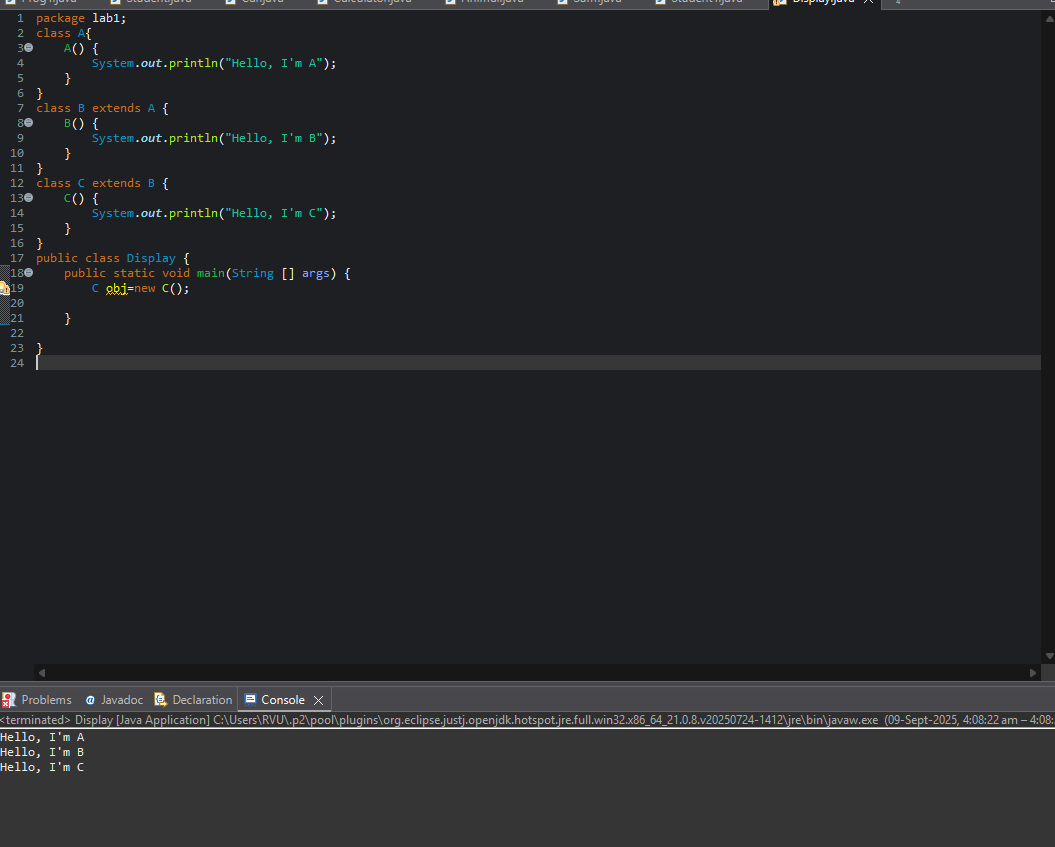 Display.java
1 package lab1;
2 class A{
3 A() {
4 System.out.println("Hello, I'm A");
5 }
6 }
7 class B extends A {
8 B() {
9 System.out.println("Hello, I'm B");
10 }
11 }
12 class C extends B {
13 C() {
14 System.out.println("Hello, I'm C");
15 }
16 }
17 public class Display {
18 public static void main(String [] args) {
19 C obj=new C();
20
21 }
22
23 }
24
Problems Javadoc Declaration Console
<terminated> Display [Java Application] C:\Users\RVU\.p2\pool\plugins\org.eclipse.justj.openjdk.hotspot.jre.full.win32.x86_64_21.0.8.v20250724-1412\jre\bin\javaw.exe (09-Sept-2025, 4:08:22 am – 4:08:
Hello, I'm A
Hello, I'm B
Hello, I'm C